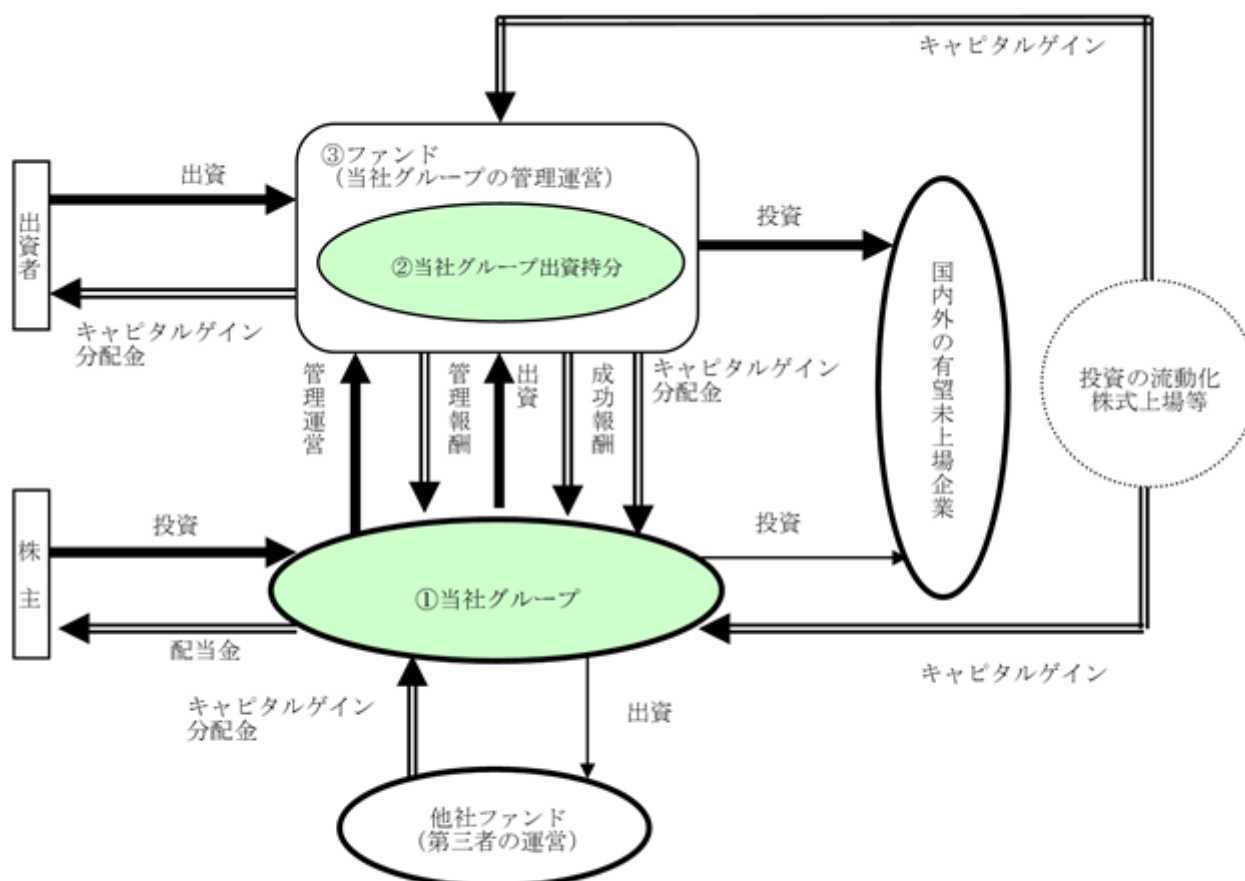 キャピタルゲイン
③ファンド
（当社グループの管理運営）
出資
出資者
投資
②当社グループ出資持分
国内外の有望未上場企業
キャピタルゲイン
分配金
管理運営
管理報酬
出資
成功報酬
キャピタルゲイン
分配金
投資の流動化
株式上場等
株主
投資
投資
①当社グループ
配当金
キャピタルゲイン
キャピタルゲイン
分配金
出資
他社ファンド
（第三者の運営）